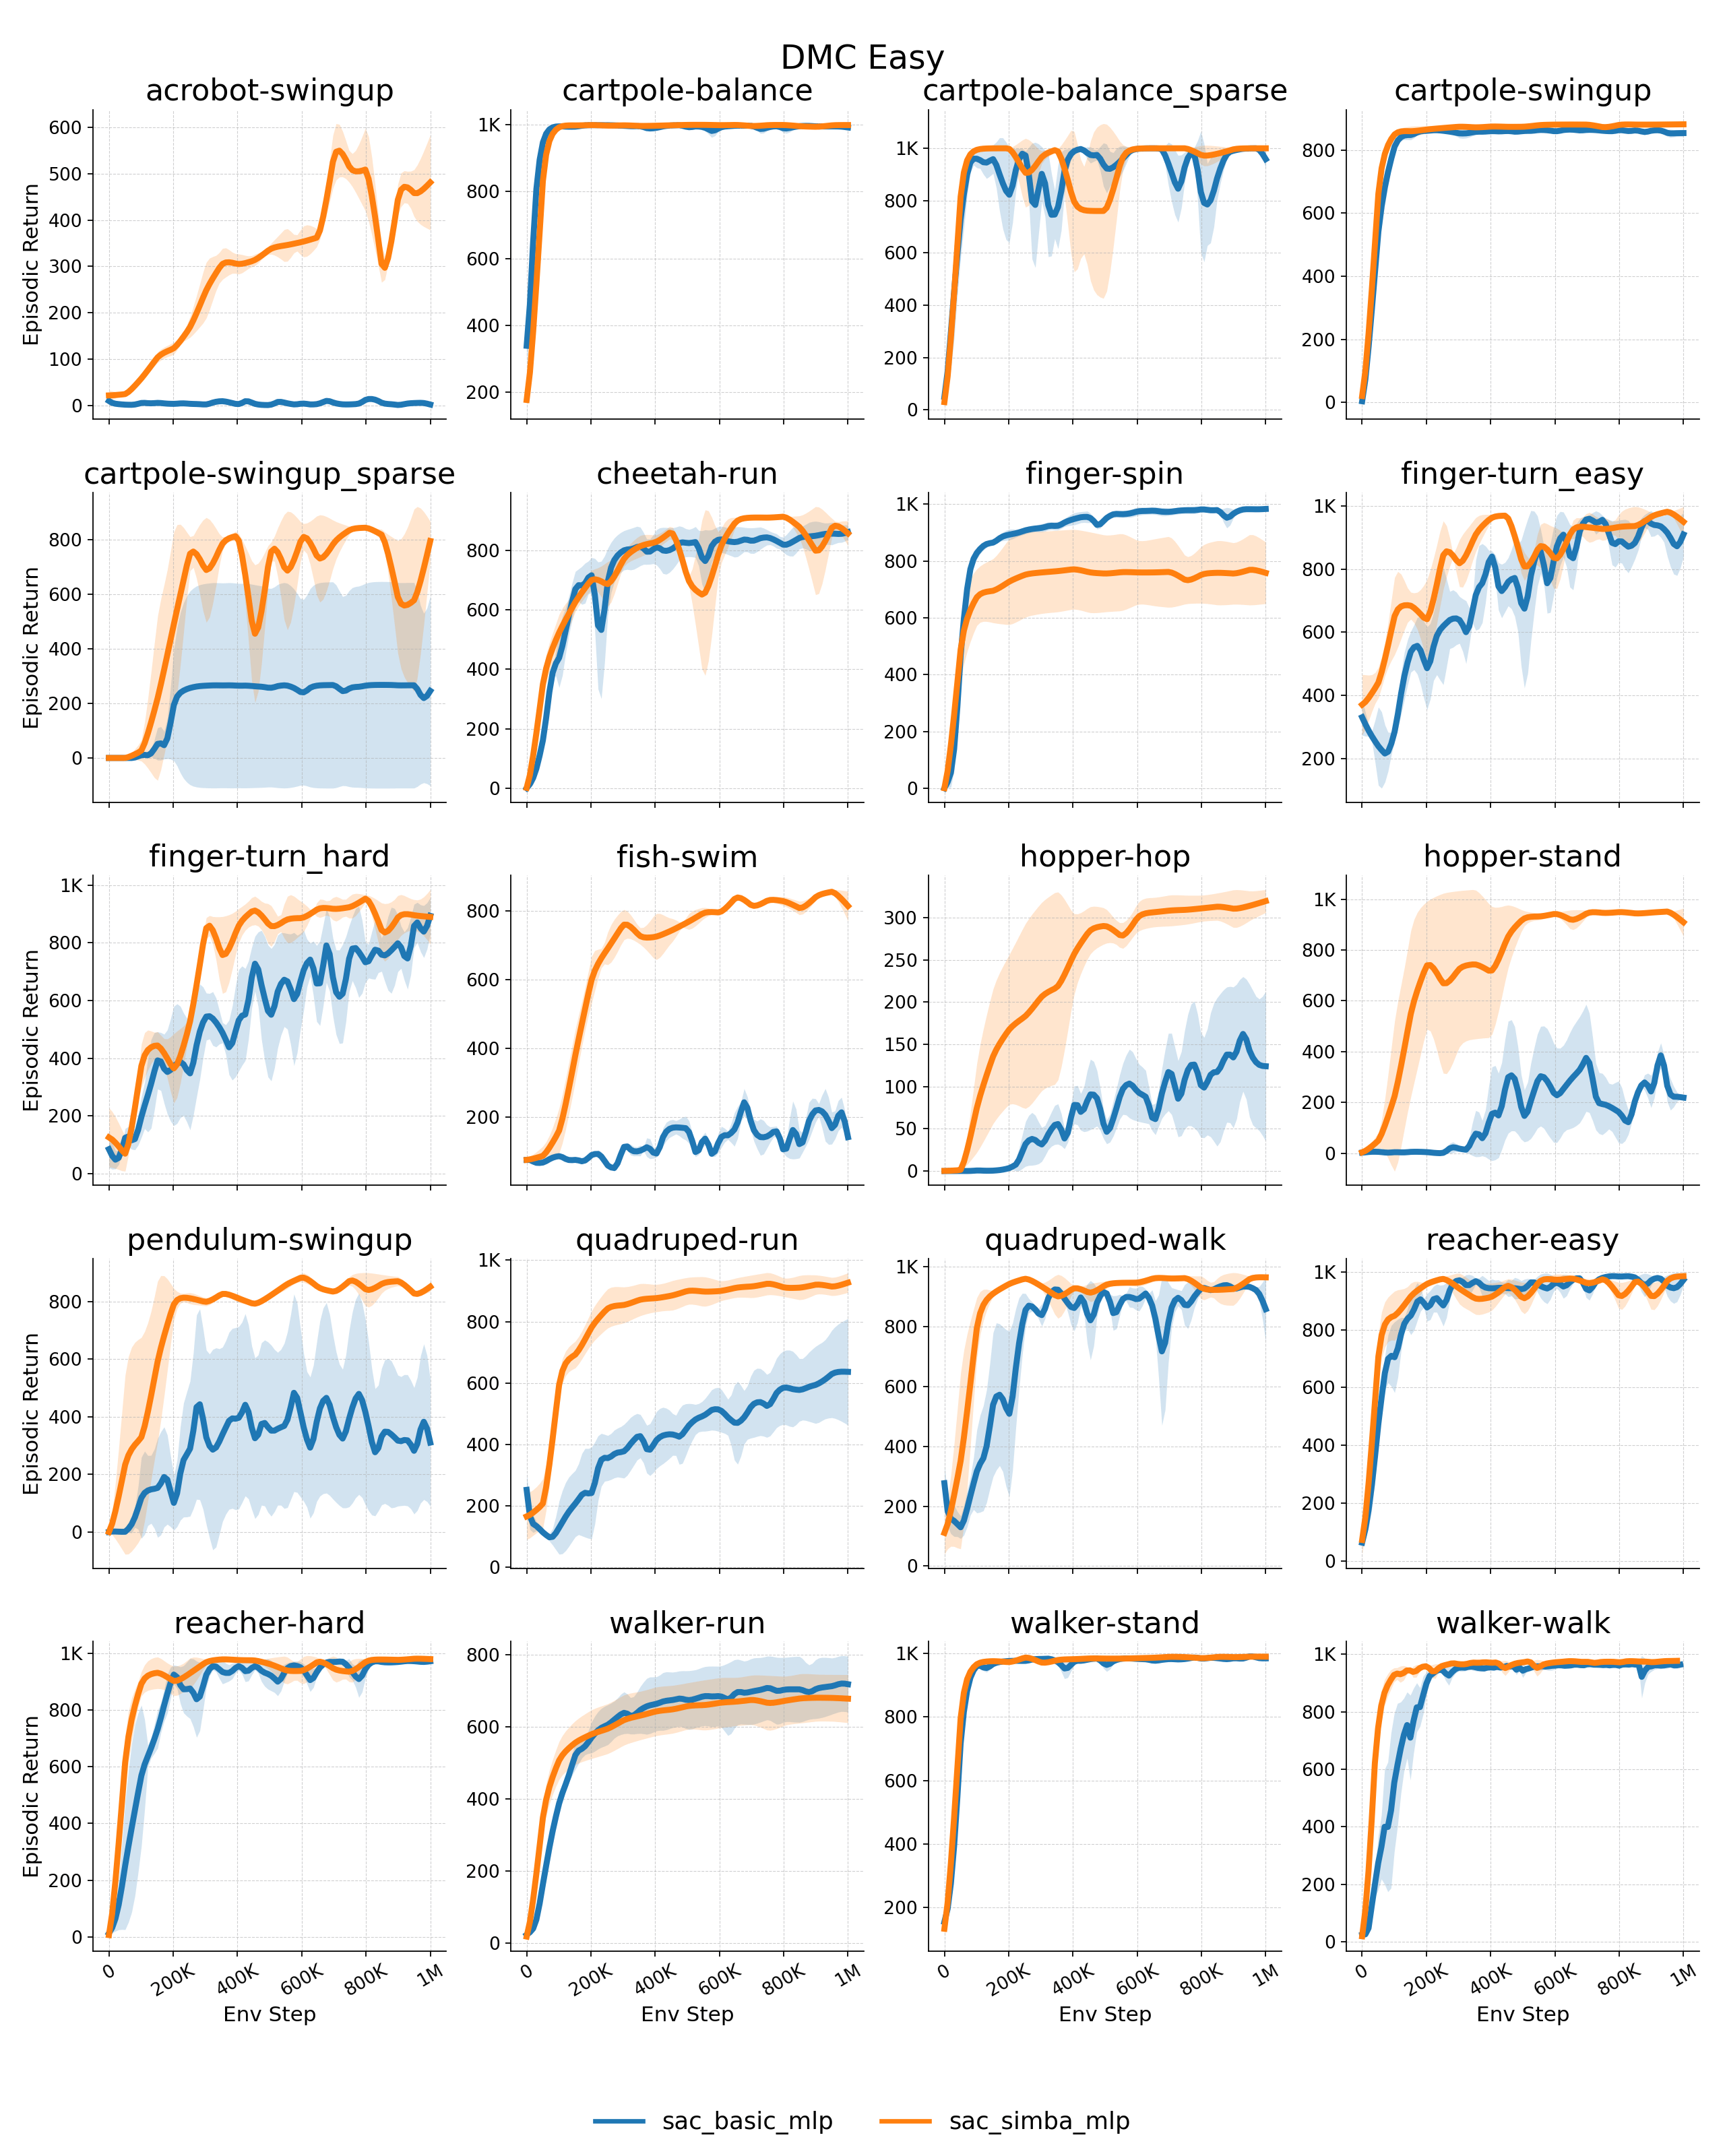 DMC Easy
acrobot-swingup
cartpole-balance
cartpole-balance_sparse
cartpole-swingup
Episodic Return
600
500
400
300
200
100
0
1K
800
600
400
200
1K
800
600
400
200
0
800
600
400
200
0
cartpole-swingup_sparse
cheetah-run
finger-spin
finger-turn_easy
Episodic Return
800
600
400
200
0
800
600
400
200
0
1K
800
600
400
200
0
1K
800
600
400
200
finger-turn_hard
fish-swim
hopper-hop
hopper-stand
Episodic Return
1K
800
600
400
200
0
800
600
400
200
300
250
200
150
100
50
0
1K
800
600
400
200
0
pendulum-swingup
quadruped-run
quadruped-walk
reacher-easy
Episodic Return
800
600
400
200
0
1K
800
600
400
200
0
1K
800
600
400
200
0
1K
800
600
400
200
0
reacher-hard
walker-run
walker-stand
walker-walk
Episodic Return
1K
800
600
400
200
0
800
600
400
200
0
1K
800
600
400
200
1K
800
600
400
200
0
0 200K 400K 600K 800K 1M
0 200K 400K 600K 800K 1M
0 200K 400K 600K 800K 1M
0 200K 400K 600K 800K 1M
Env Step
Env Step
Env Step
Env Step
sac_basic_mlp
sac_simba_mlp